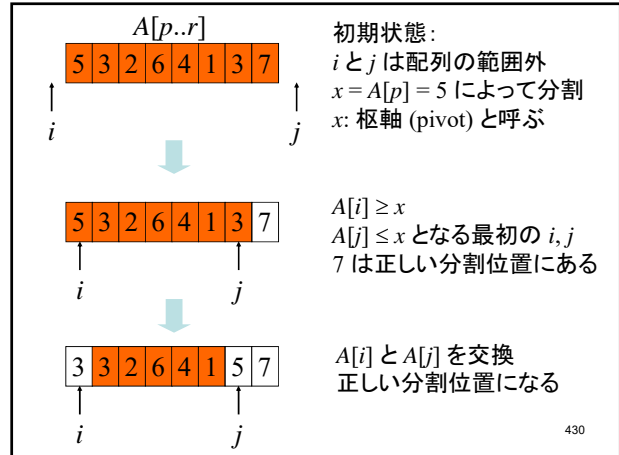 A[p..r]
5 3 2 6 4 1 3 7
i
j
初期状態:
i と j は配列の範囲外
x = A[p] = 5 によって分割
x: 枢軸 (pivot) と呼ぶ
5 3 2 6 4 1 3 7
i
j
A[i] ≥ x
A[j] ≤ x となる最初の i, j
7 は正しい分割位置にある
3 3 2 6 4 1 5 7
i
j
A[i] と A[j] を交換
正しい分割位置になる
430